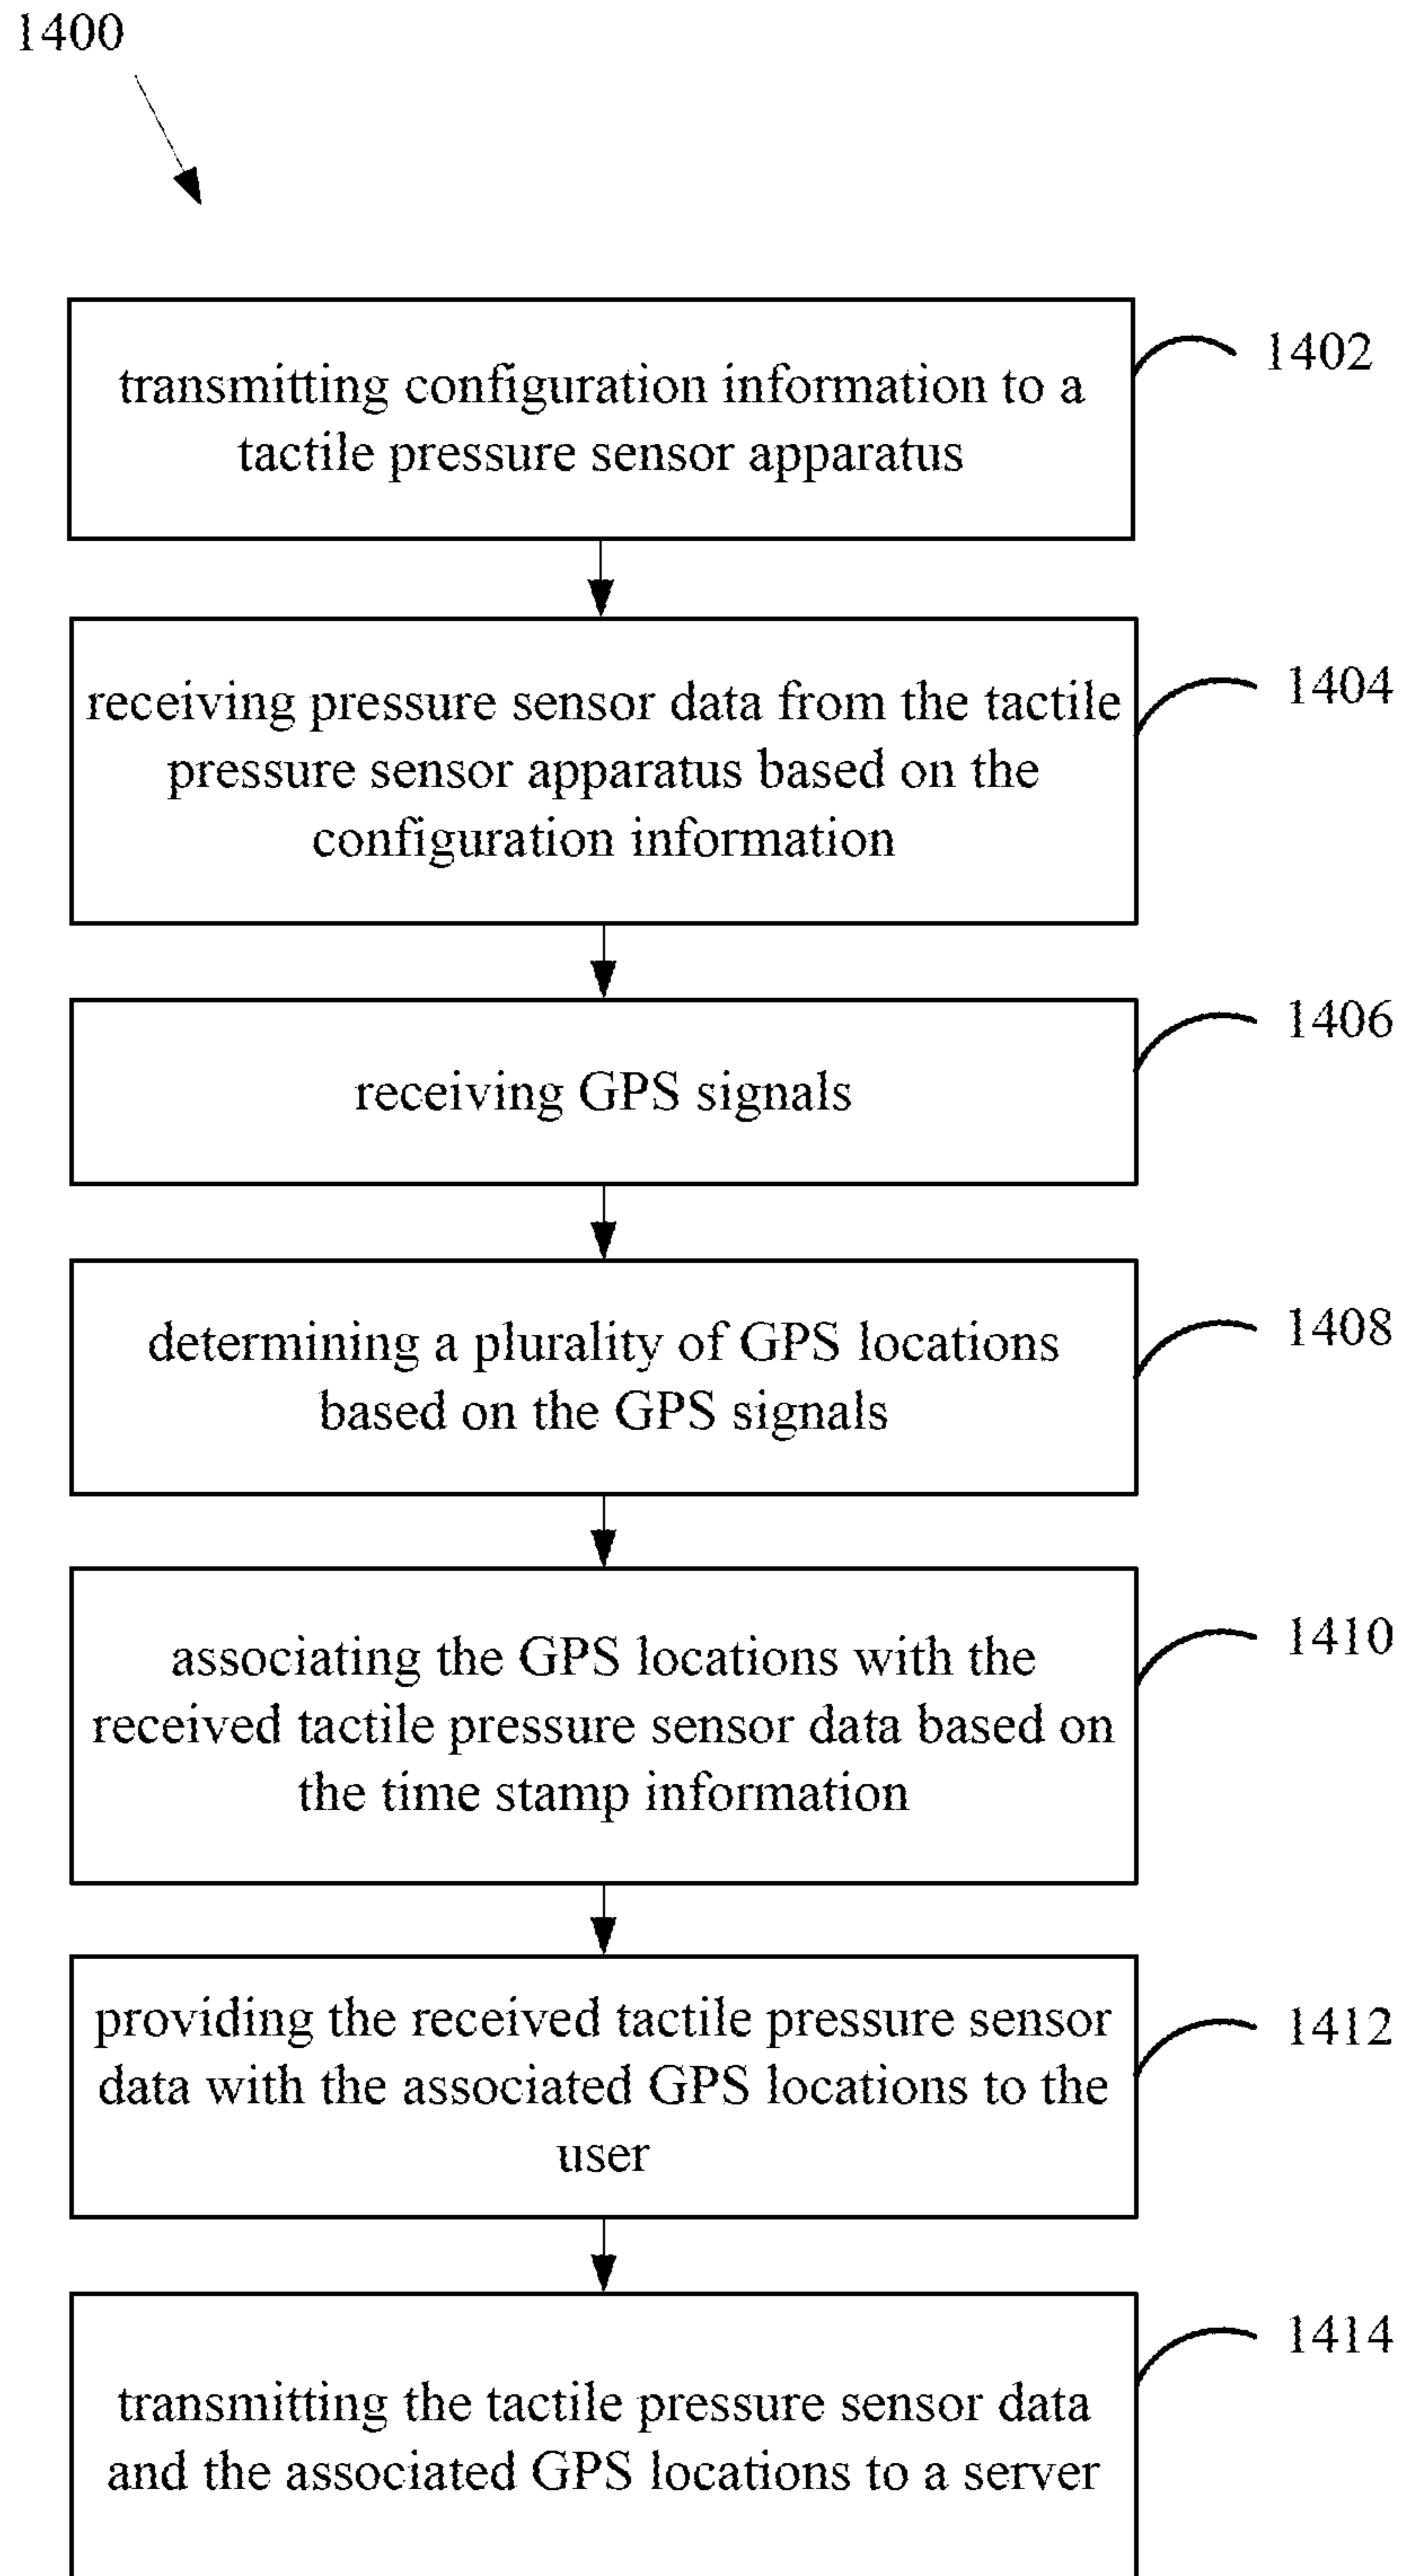 1400
transmitting configuration information to a
tactile pressure sensor apparatus
1402
receiving pressure sensor data from the tactile
pressure sensor apparatus based on the
configuration information
1404
receiving GPS signals
1406
determining a plurality of GPS locations
based on the GPS signals
1408
associating the GPS locations with the
received tactile pressure sensor data based on
the time stamp information
1410
providing the received tactile pressure sensor
data with the associated GPS locations to the
user
1412
transmitting the tactile pressure sensor data
and the associated GPS locations to a server
1414